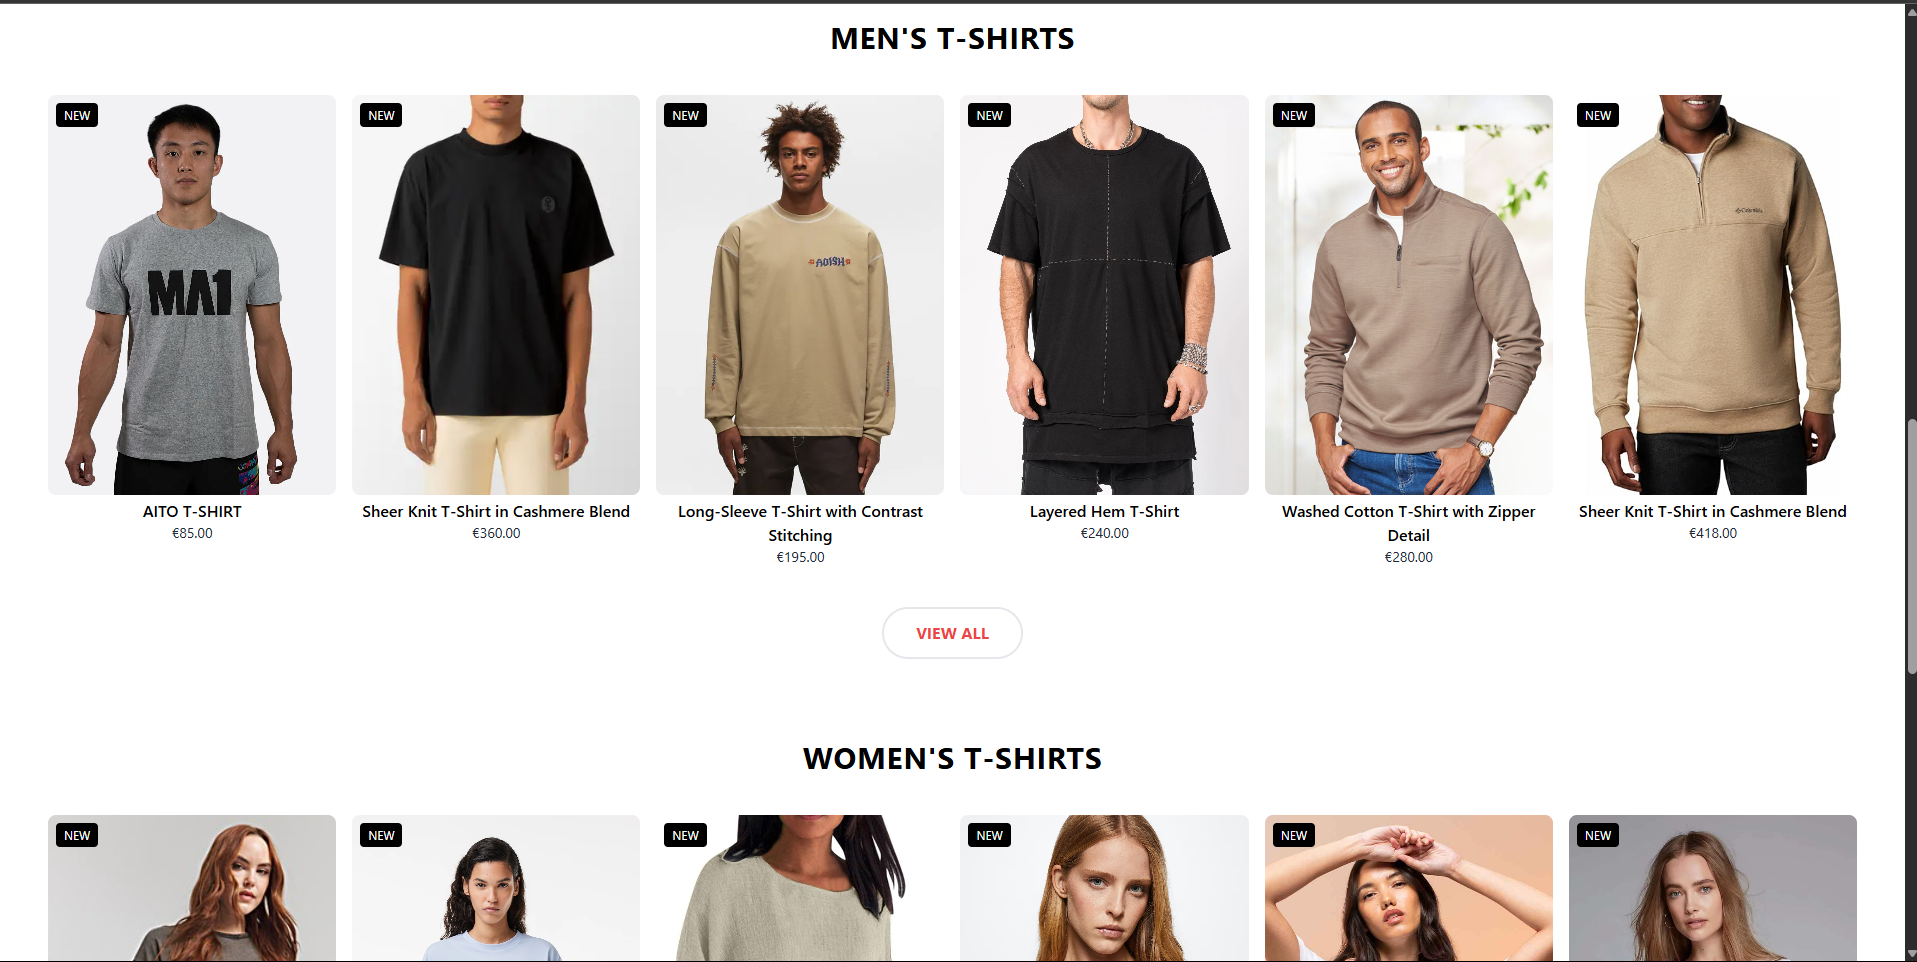 MEN'S T-SHIRTS
NEW
NEW
NEW
NEW
NEW
NEW
MA1
AOISH
Columbia
AITO T-SHIRT
€85.00
Sheer Knit T-Shirt in Cashmere Blend
€360.00
Long-Sleeve T-Shirt with Contrast
Stitching
€195.00
Layered Hem T-Shirt
€240.00
Washed Cotton T-Shirt with Zipper
Detail
€280.00
Sheer Knit T-Shirt in Cashmere Blend
€418.00
VIEW ALL
WOMEN'S T-SHIRTS
NEW
NEW
NEW
NEW
NEW
NEW